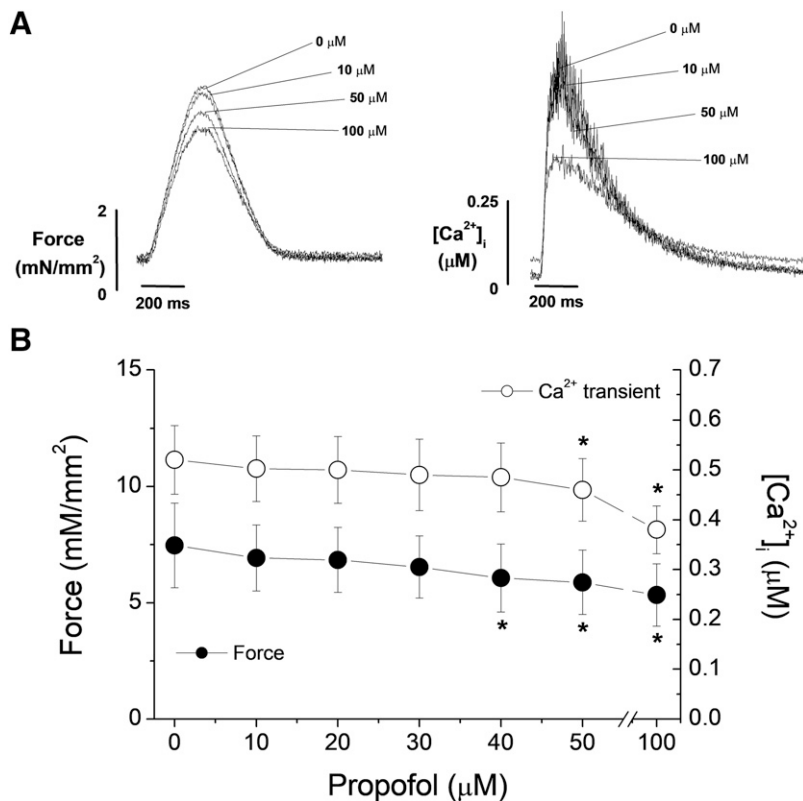 A
0 μM
10 μM
50 μM
100 μM
2
Force
(mN/mm²)
0
200 ms
0 μM
10 μM
50 μM
100 μM
0.25
[Ca²⁺]ᵢ
(μM)
0
200 ms
B
15
10
5
0
Force (mM/mm²)
Ca²⁺ transient
* *
Force
* * *
0.7
0.6
0.5
0.4
0.3
0.2
0.1
0.0
[Ca²⁺]ᵢ (μM)
0 10 20 30 40 50 100
Propofol (μM)